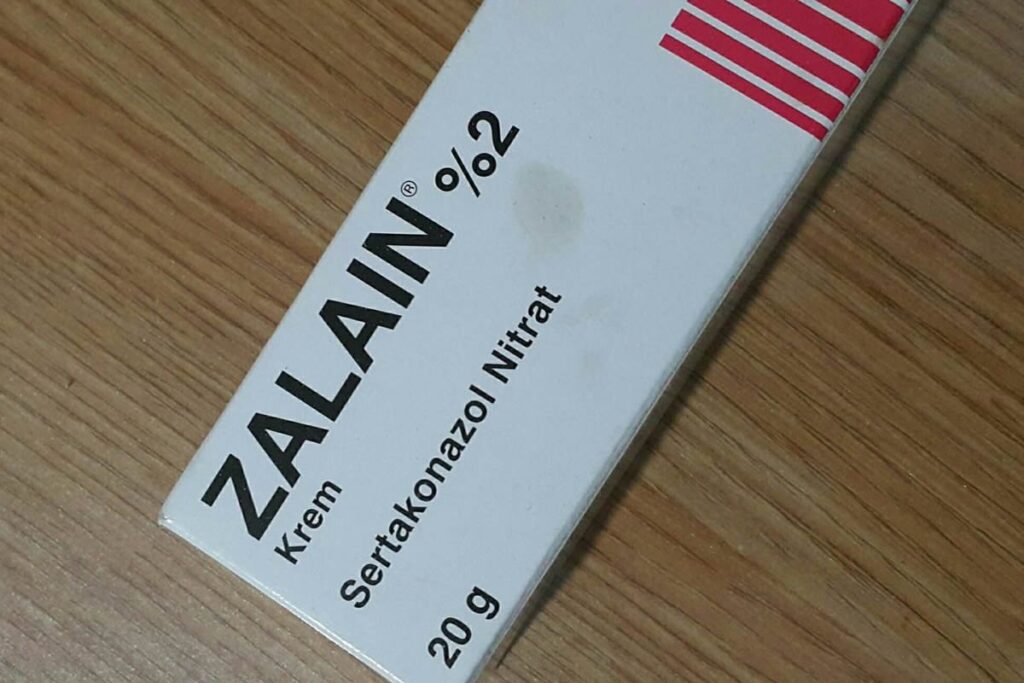 ZALAIN® %2
Krem
Sertakonazol Nitrat
20 g